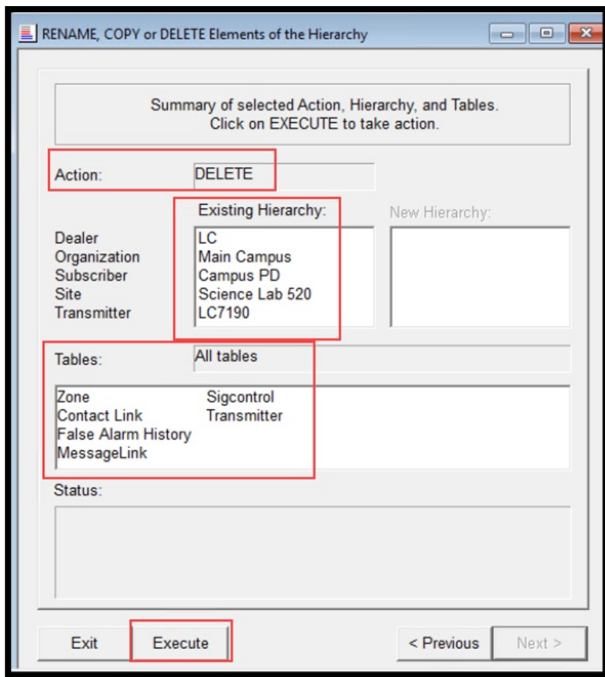 RENAME, COPY or DELETE Elements of the Hierarchy
Summary of selected Action, Hierarchy, and Tables.
Click on EXECUTE to take action.
Action: DELETE
Existing Hierarchy: New Hierarchy:
Dealer LC
Organization Main Campus
Subscriber Campus PD
Site Science Lab 520
Transmitter LC7190
Tables: All tables
Zone Sigcontrol
Contact Link Transmitter
False Alarm History
MessageLink
Status:
Exit Execute < Previous Next >